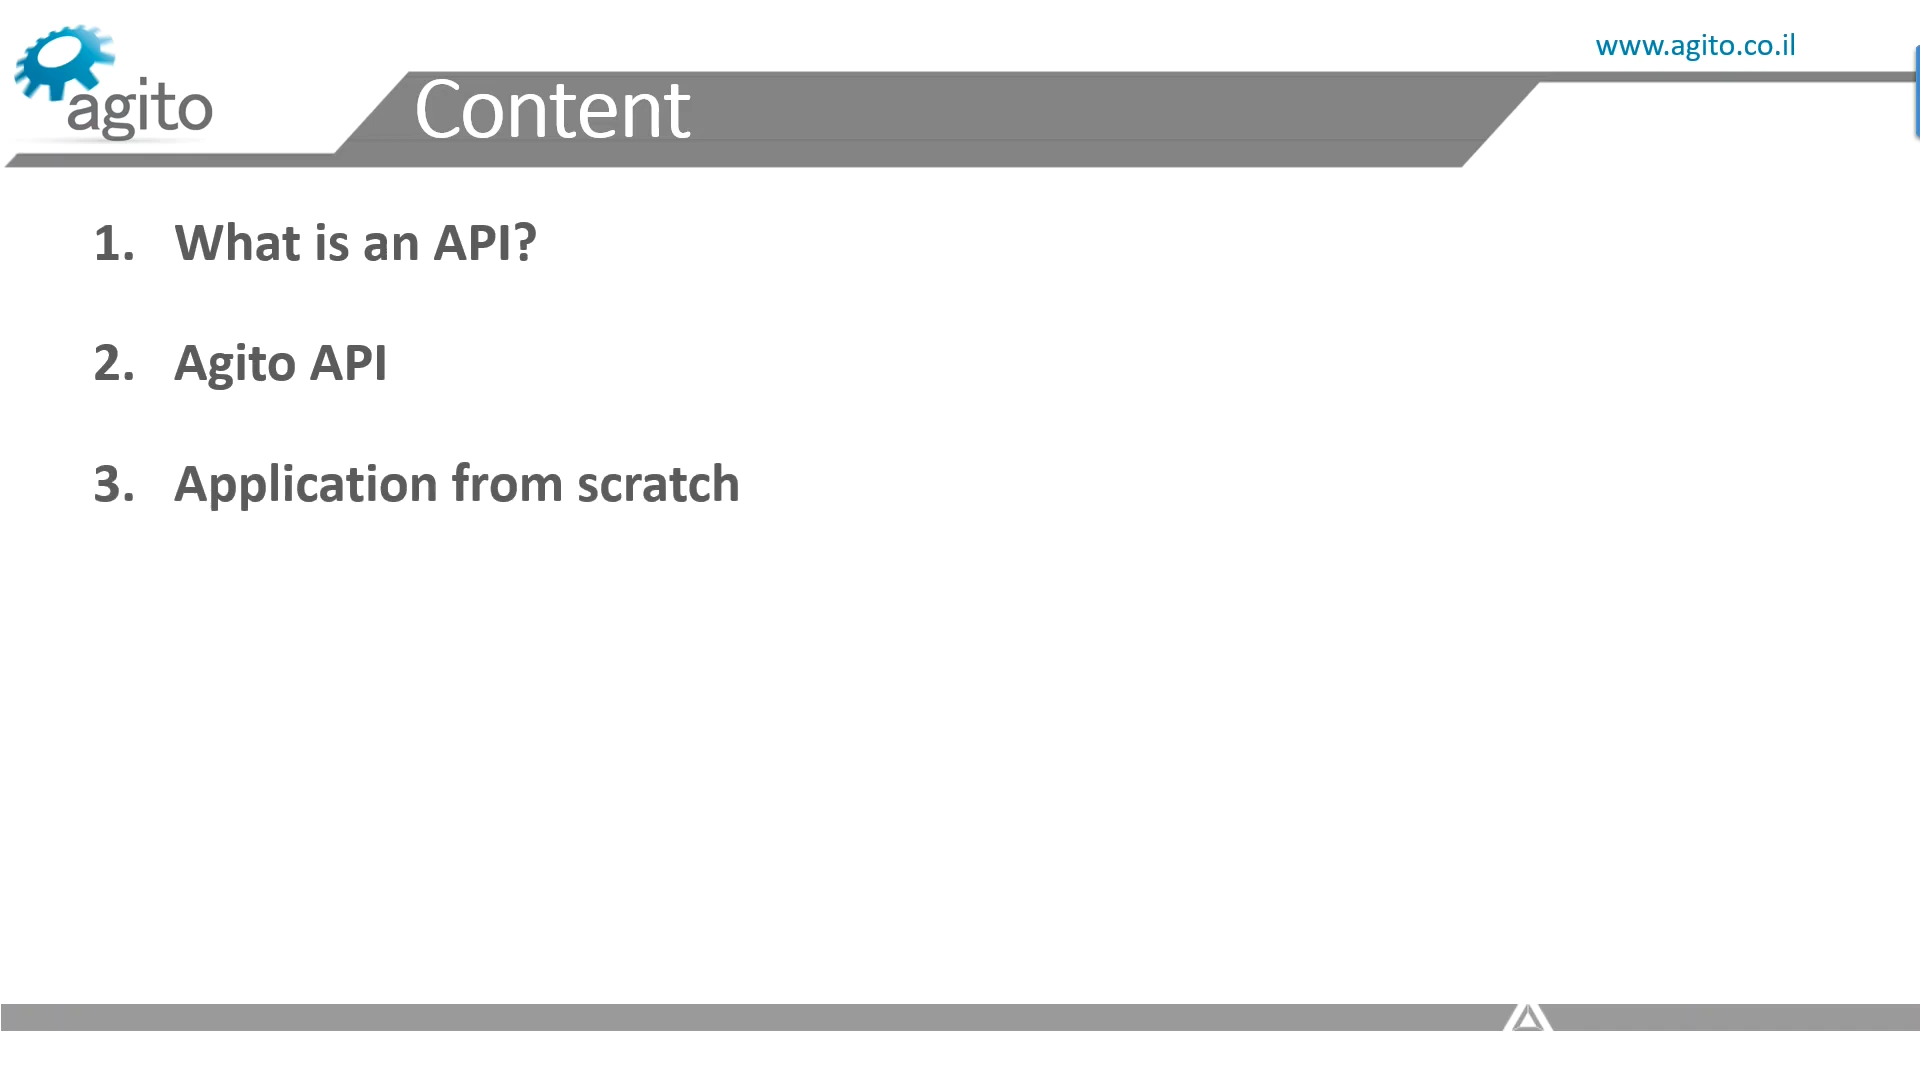 www.agito.co.il
agito
Content
1. What is an API?
2. Agito API
3. Application from scratch